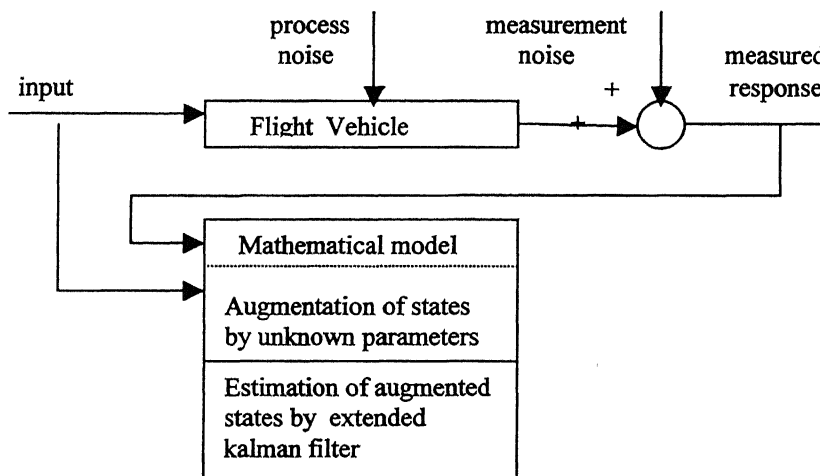 process
noise
measurement
noise
measured
response
input
+
Flight Vehicle
+
Mathematical model
Augmentation of states
by unknown parameters
Estimation of augmented
states by extended
kalman filter